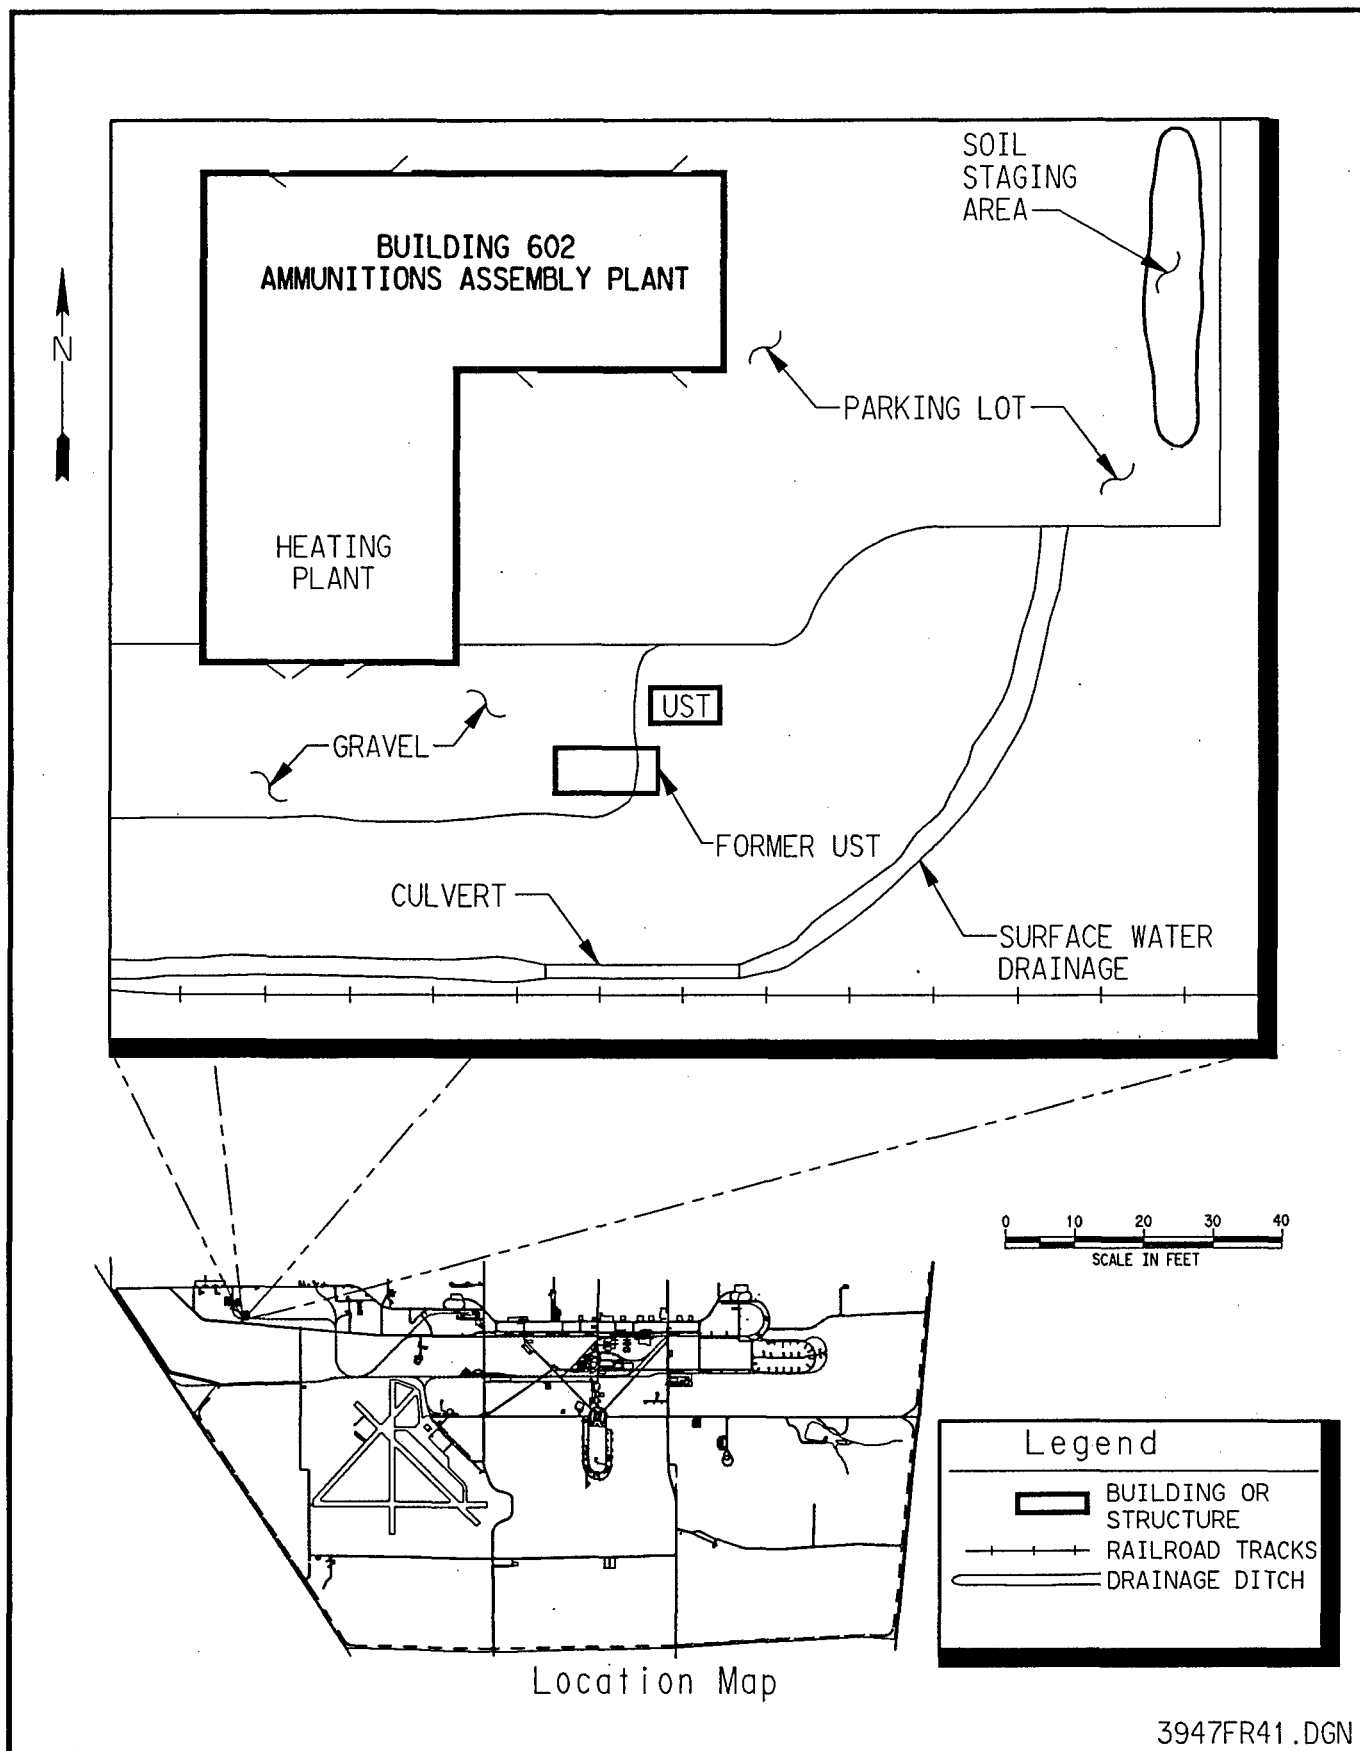 SOIL
STAGING
AREA
BUILDING 602
AMMUNITIONS ASSEMBLY PLANT
N
PARKING LOT
HEATING
PLANT
UST
GRAVEL
FORMER UST
CULVERT
SURFACE WATER
DRAINAGE
0 10 20 30 40
SCALE IN FEET
Legend
BUILDING OR
STRUCTURE
RAILROAD TRACKS
DRAINAGE DITCH
Location Map
3947FR41.DGN